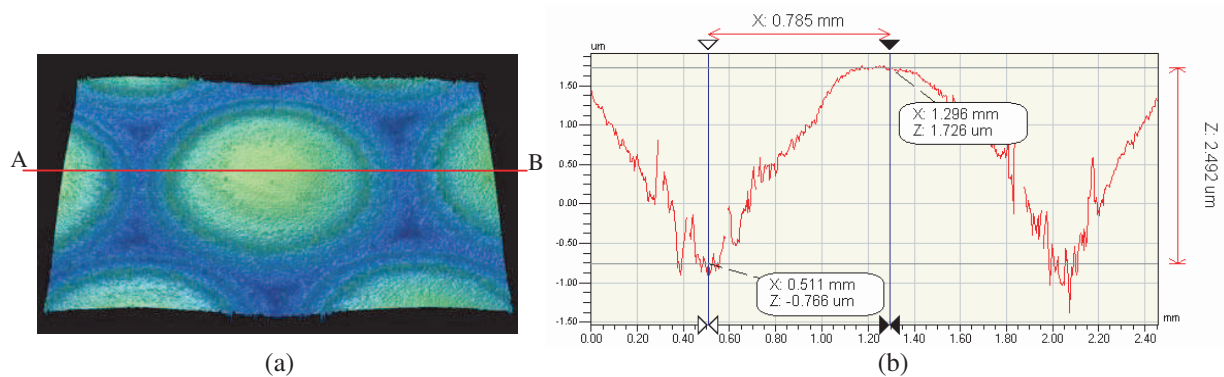 A
B
(a)
X: 0.785 mm
um
1.50
1.00
0.50
0.00
-0.50
-1.00
-1.50
X: 1.296 mm
Z: 1.726 um
X: 0.511 mm
Z: -0.766 um
Z: 2.492 um
mm
0.00 0.20 0.40 0.60 0.80 1.00 1.20 1.40 1.60 1.80 2.00 2.20 2.40
(b)